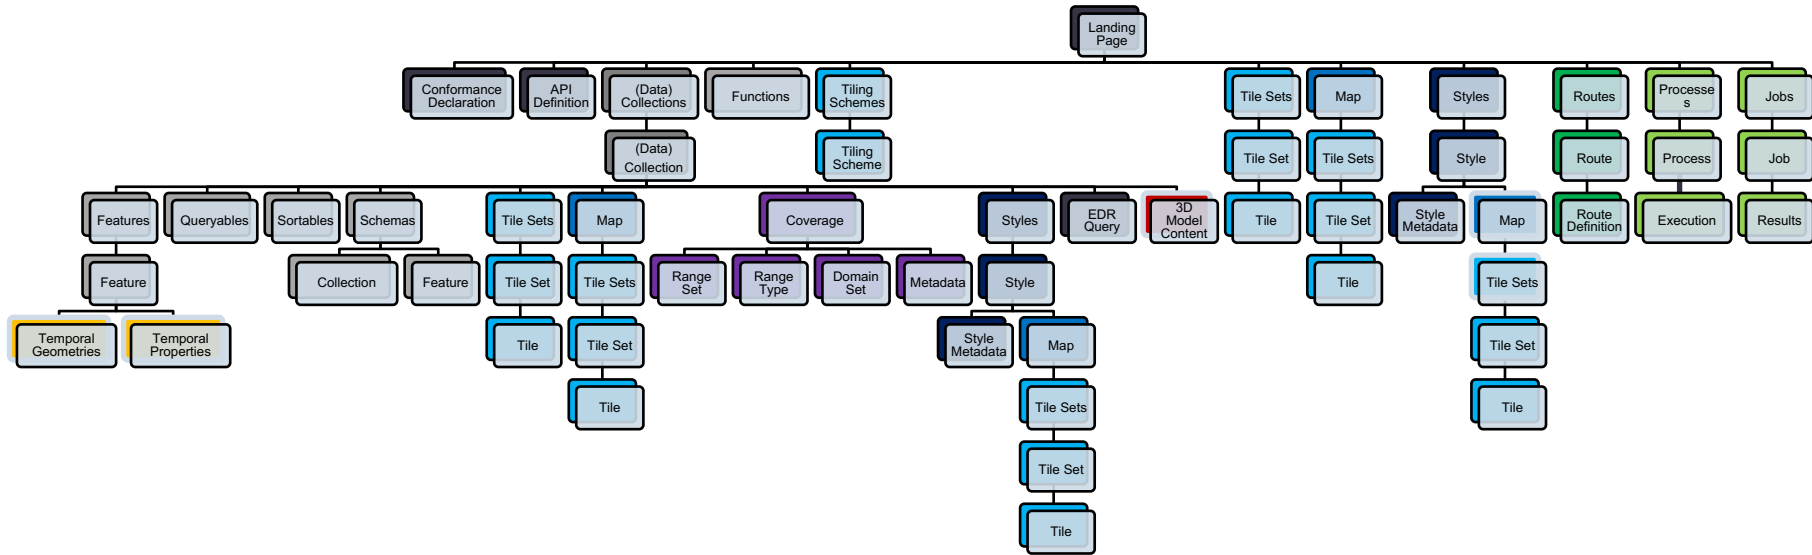 Landing
Page
Conformance
Declaration
API
Definition
(Data)
Collections
Functions
Tiling
Schemes
Tile Sets
Map
Styles
Routes
Processe
s
Jobs
(Data)
Collection
Tiling
Scheme
Tile Set
Tile Sets
Style
Route
Process
Job
Features
Queryables
Sortables
Schemas
Tile Sets
Map
Coverage
Styles
EDR
Query
3D
Model
Content
Tile
Tile Set
Style
Metadata
Map
Route
Definition
Execution
Results
Feature
Collection
Feature
Tile Set
Tile Sets
Range
Set
Range
Type
Domain
Set
Metadata
Style
Tile
Tile Sets
Temporal
Geometries
Temporal
Properties
Tile
Tile Set
Style
Metadata
Map
Tile Set
Tile
Tile Sets
Tile
Tile Set
Tile